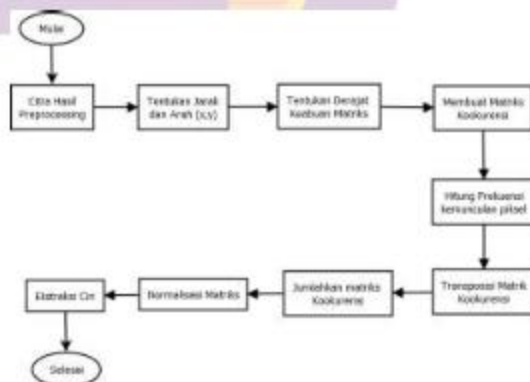 Mulai
Citra Hasil
Preprocessing
Tentukan Jarak
dan Arah (x,y)
Tentukan Derajat
Keabuan Matriks
Membuat Matriks
Kookurensi
Hitung Frekuensi
kemunculan piksel
Transposisi Matrik
Kookurensi
Jumlahkan matriks
Kookurensi
Normalisasi Matriks
Ekstraksi Ciri
Selesai